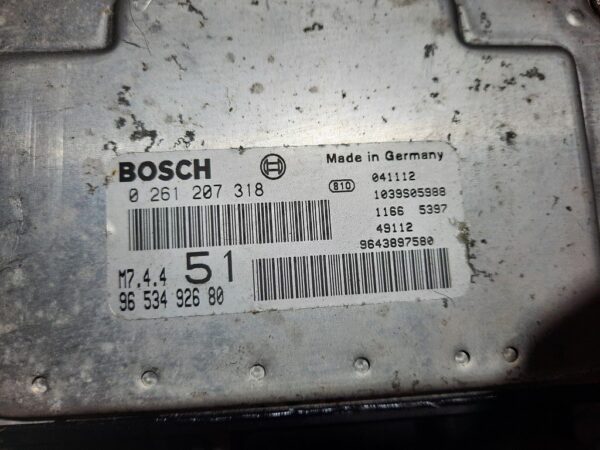 BOSCH
Made in Germany
0 261 207 318
810
041112
1039S05988
1166 5397
49112
9643897580
M7.4.4 51
96 534 926 80